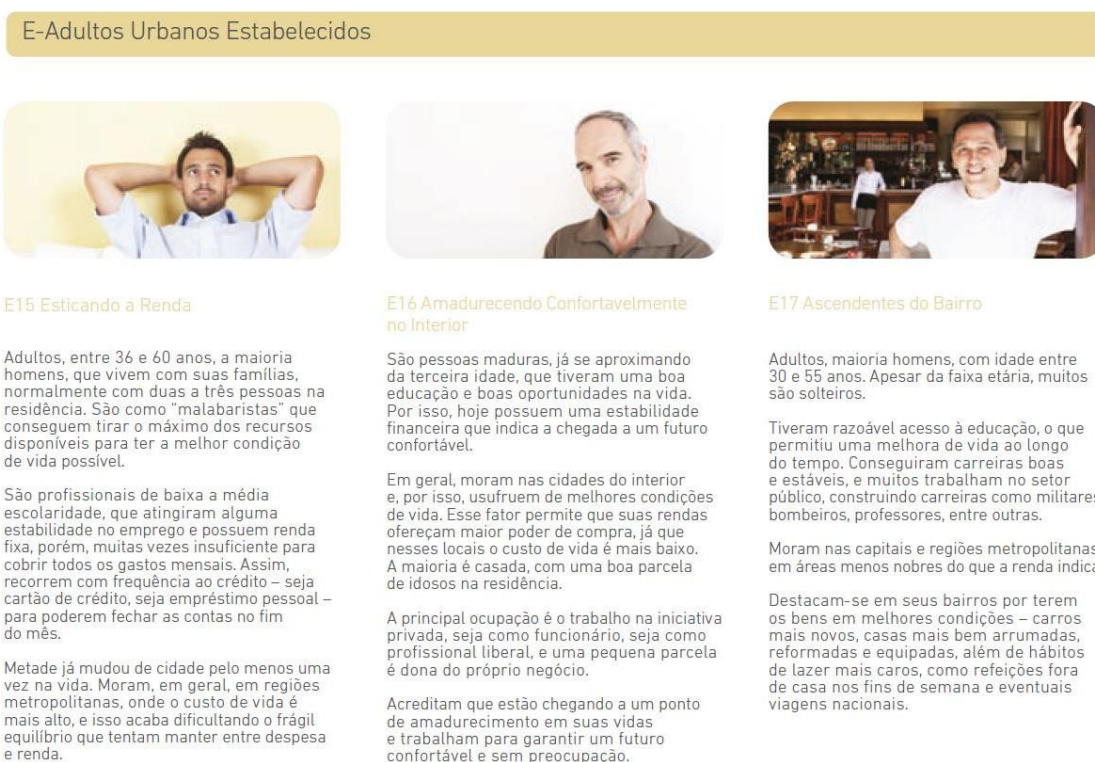 E-Adultos Urbanos Estabelecidos
E15 Esticando a Renda
Adultos, entre 36 e 60 anos, a maioria
homens, que vivem com suas famílias,
normalmente com duas a três pessoas na
residência. São como “malabaristas” que
conseguem tirar o máximo dos recursos
disponíveis para ter a melhor condição
de vida possível.
São profissionais de baixa a média
escolaridade, que atingiram alguma
estabilidade no emprego e possuem renda
fixa, porém, muitas vezes insuficiente para
cobrir todos os gastos mensais. Assim,
recorrem com frequência ao crédito – seja
cartão de crédito, seja empréstimo pessoal –
para poderem fechar as contas no fim
do mês.
Metade já mudou de cidade pelo menos uma
vez na vida. Moram, em geral, em regiões
metropolitanas, onde o custo de vida é
mais alto, e isso acaba dificultando o frágil
equilíbrio que tentam manter entre despesa
e renda.
E16 Amadurecendo Confortavelmente
no Interior
São pessoas maduras, já se aproximando
da terceira idade, que tiveram uma boa
educação e boas oportunidades na vida.
Por isso, hoje possuem uma estabilidade
financeira que indica a chegada a um futuro
confortável.
Em geral, moram nas cidades do interior
e, por isso, usufruem de melhores condições
de vida. Esse fator permite que suas rendas
ofereçam maior poder de compra, já que
nesses locais o custo de vida é mais baixo.
A maioria é casada, com uma boa parcela
de idosos na residência.
A principal ocupação é o trabalho na iniciativa
privada, seja como funcionário, seja como
profissional liberal, e uma pequena parcela
é dona do próprio negócio.
Acreditam que estão chegando a um ponto
de amadurecimento em suas vidas
e trabalham para garantir um futuro
confortável e sem preocupação.
E17 Ascendentes do Bairro
Adultos, maioria homens, com idade entre
30 e 55 anos. Apesar da faixa etária, muitos
são solteiros.
Tiveram razoável acesso à educação, o que
permitiu uma melhora de vida ao longo
do tempo. Conseguiram carreiras boas
e estáveis, e muitos trabalham no setor
público, construindo carreiras como militares
bombeiros, professores, entre outras.
Moram nas capitais e regiões metropolitanas
em áreas menos nobres do que a renda indica
Destacam-se em seus bairros por terem
os bens em melhores condições – carros
mais novos, casas mais bem arrumadas,
reformadas e equipadas, além de hábitos
de lazer mais caros, como refeições fora
de casa nos fins de semana e eventuais
viagens nacionais.